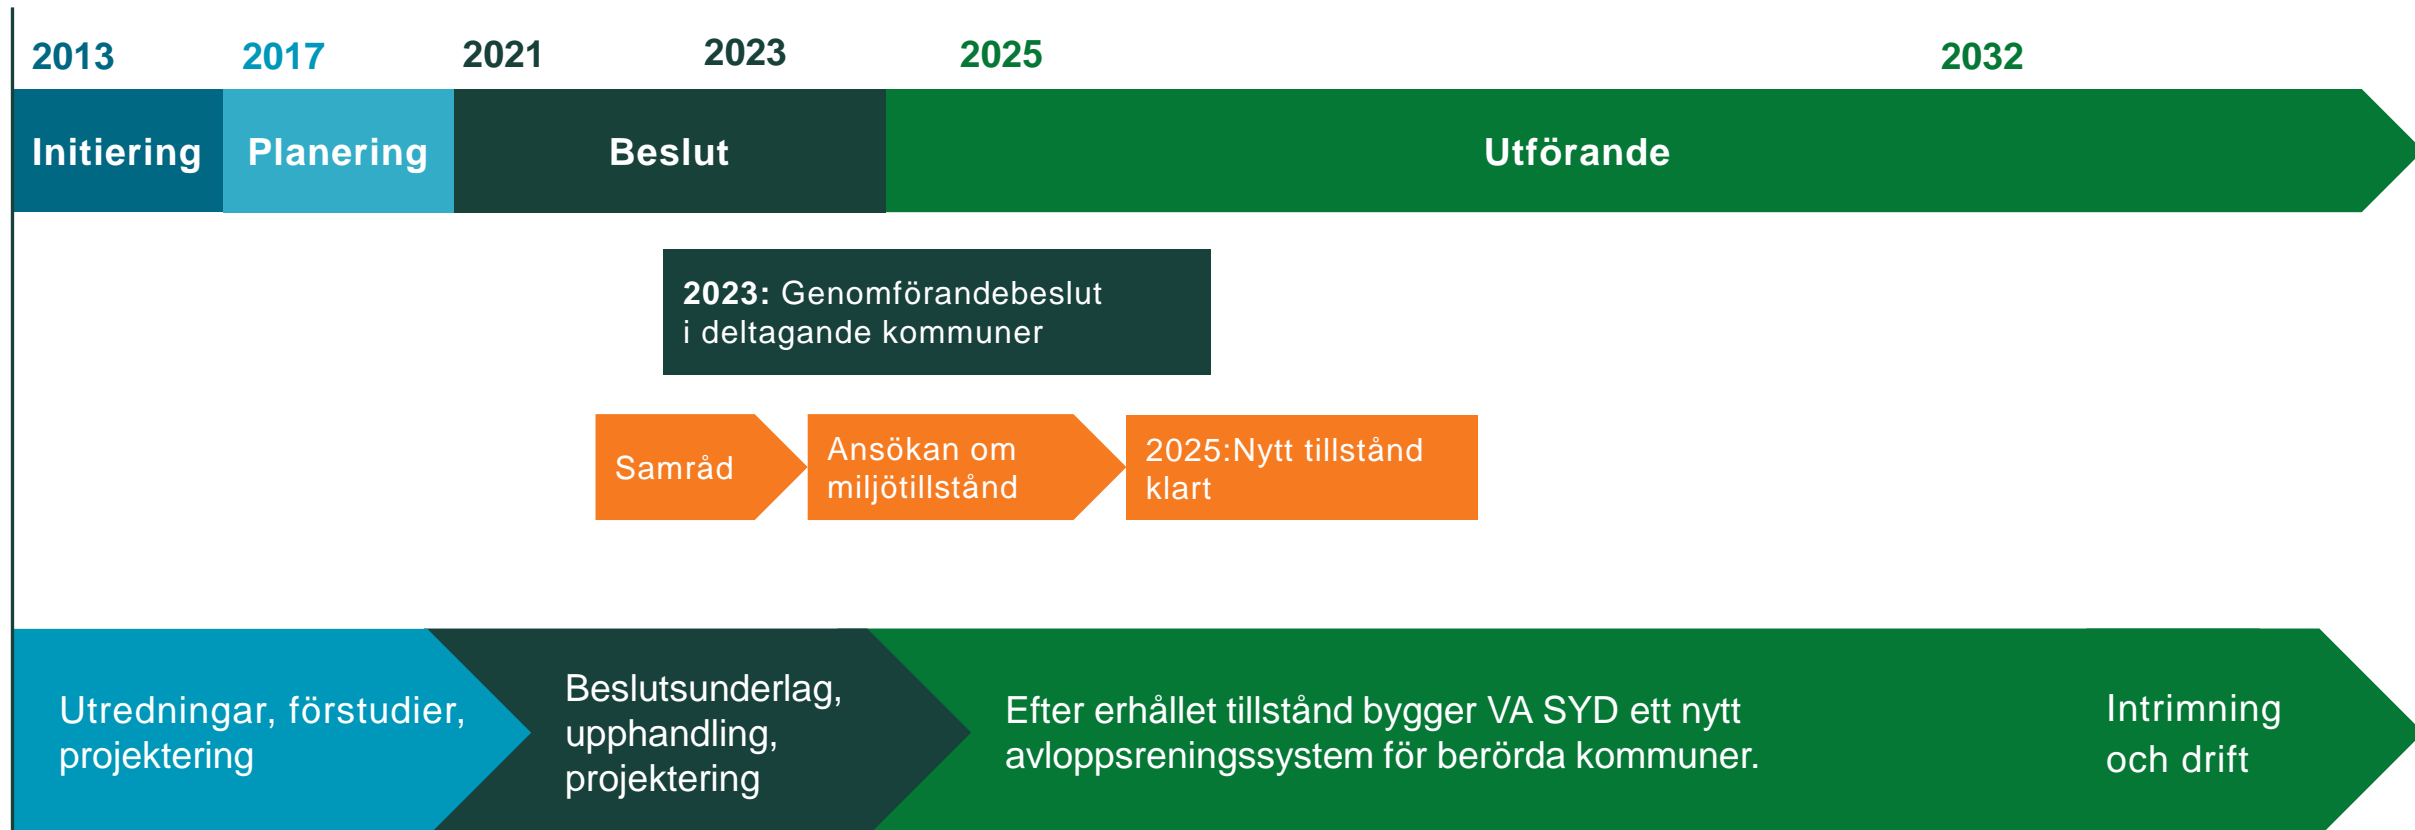 2013 2017 2021 2023 2025 2032
Initiering Planering Beslut Utförande
2023: Genomförandebeslut
i deltagande kommuner
Samråd
Ansökan om
miljötillstånd
2025:Nytt tillstånd
klart
Utredningar, förstudier,
projektering
Beslutsunderlag,
upphandling,
projektering
Efter erhållet tillstånd bygger VA SYD ett nytt
avloppsreningssystem för berörda kommuner.
Intrimning
och drift